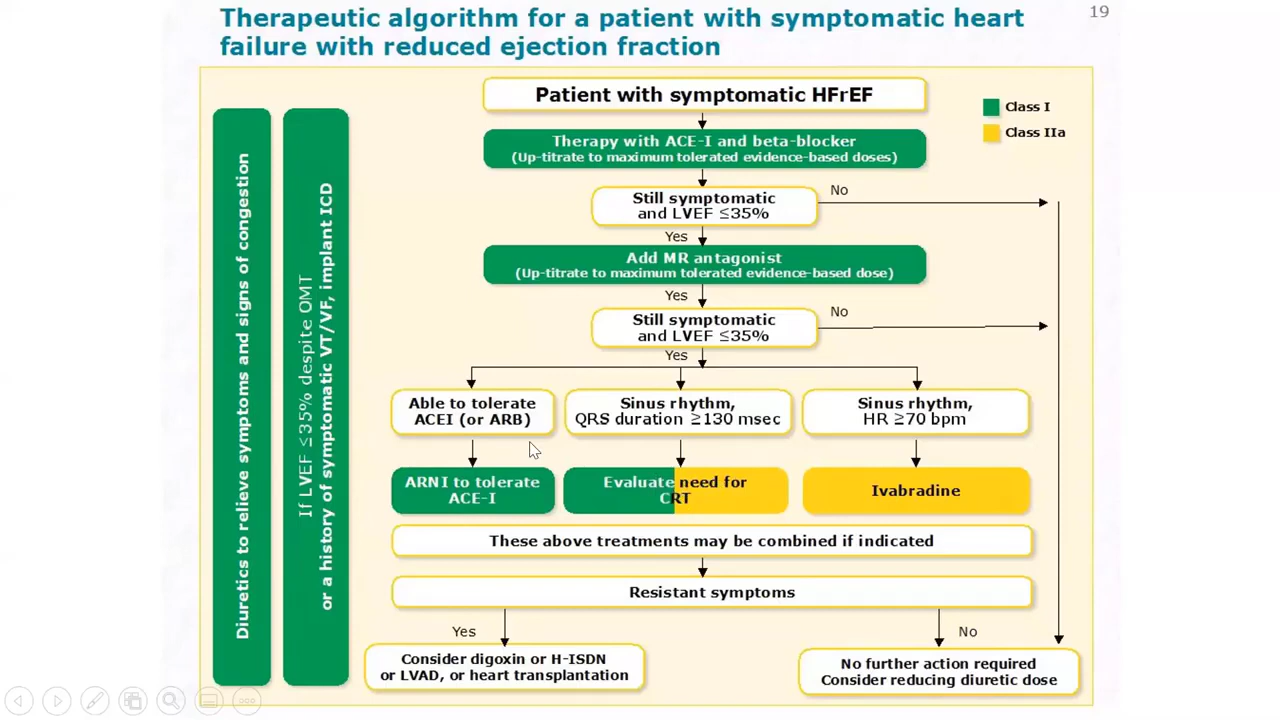 Therapeutic algorithm for a patient with symptomatic heart
failure with reduced ejection fraction
19
Diuretics to relieve symptoms and signs of congestion
If LVEF ≤35% despite OMT
or a history of symptomatic VT/VF, implant ICD
Patient with symptomatic HFrEF
Class I
Class IIa
Therapy with ACE-I and beta-blocker
(Up-titrate to maximum tolerated evidence-based doses)
Still symptomatic
and LVEF ≤35%
No
Yes
Add MR antagonist
(Up-titrate to maximum tolerated evidence-based dose)
Yes
Still symptomatic
and LVEF ≤35%
No
Yes
Able to tolerate
ACEI (or ARB)
Sinus rhythm,
QRS duration ≥130 msec
Sinus rhythm,
HR ≥70 bpm
ARNI to tolerate
ACE-I
Evaluate need for
CRT
Ivabradine
These above treatments may be combined if indicated
Resistant symptoms
Yes
No
Consider digoxin or H-ISDN
or LVAD, or heart transplantation
No further action required
Consider reducing diuretic dose